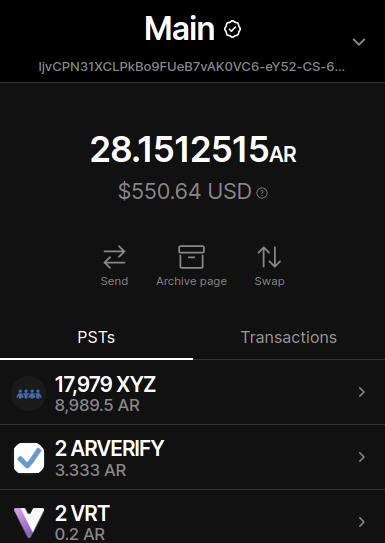 Main
ljvCPN31XCLPkBo9FUeB7vAK0VC6-eY52-CS-6...
28.1512515AR
$550.64 USD
Send Archive page Swap
PSTs Transactions
17,979 XYZ
8,989.5 AR
2 ARVERIFY
3.333 AR
2 VRT
0.2 AR